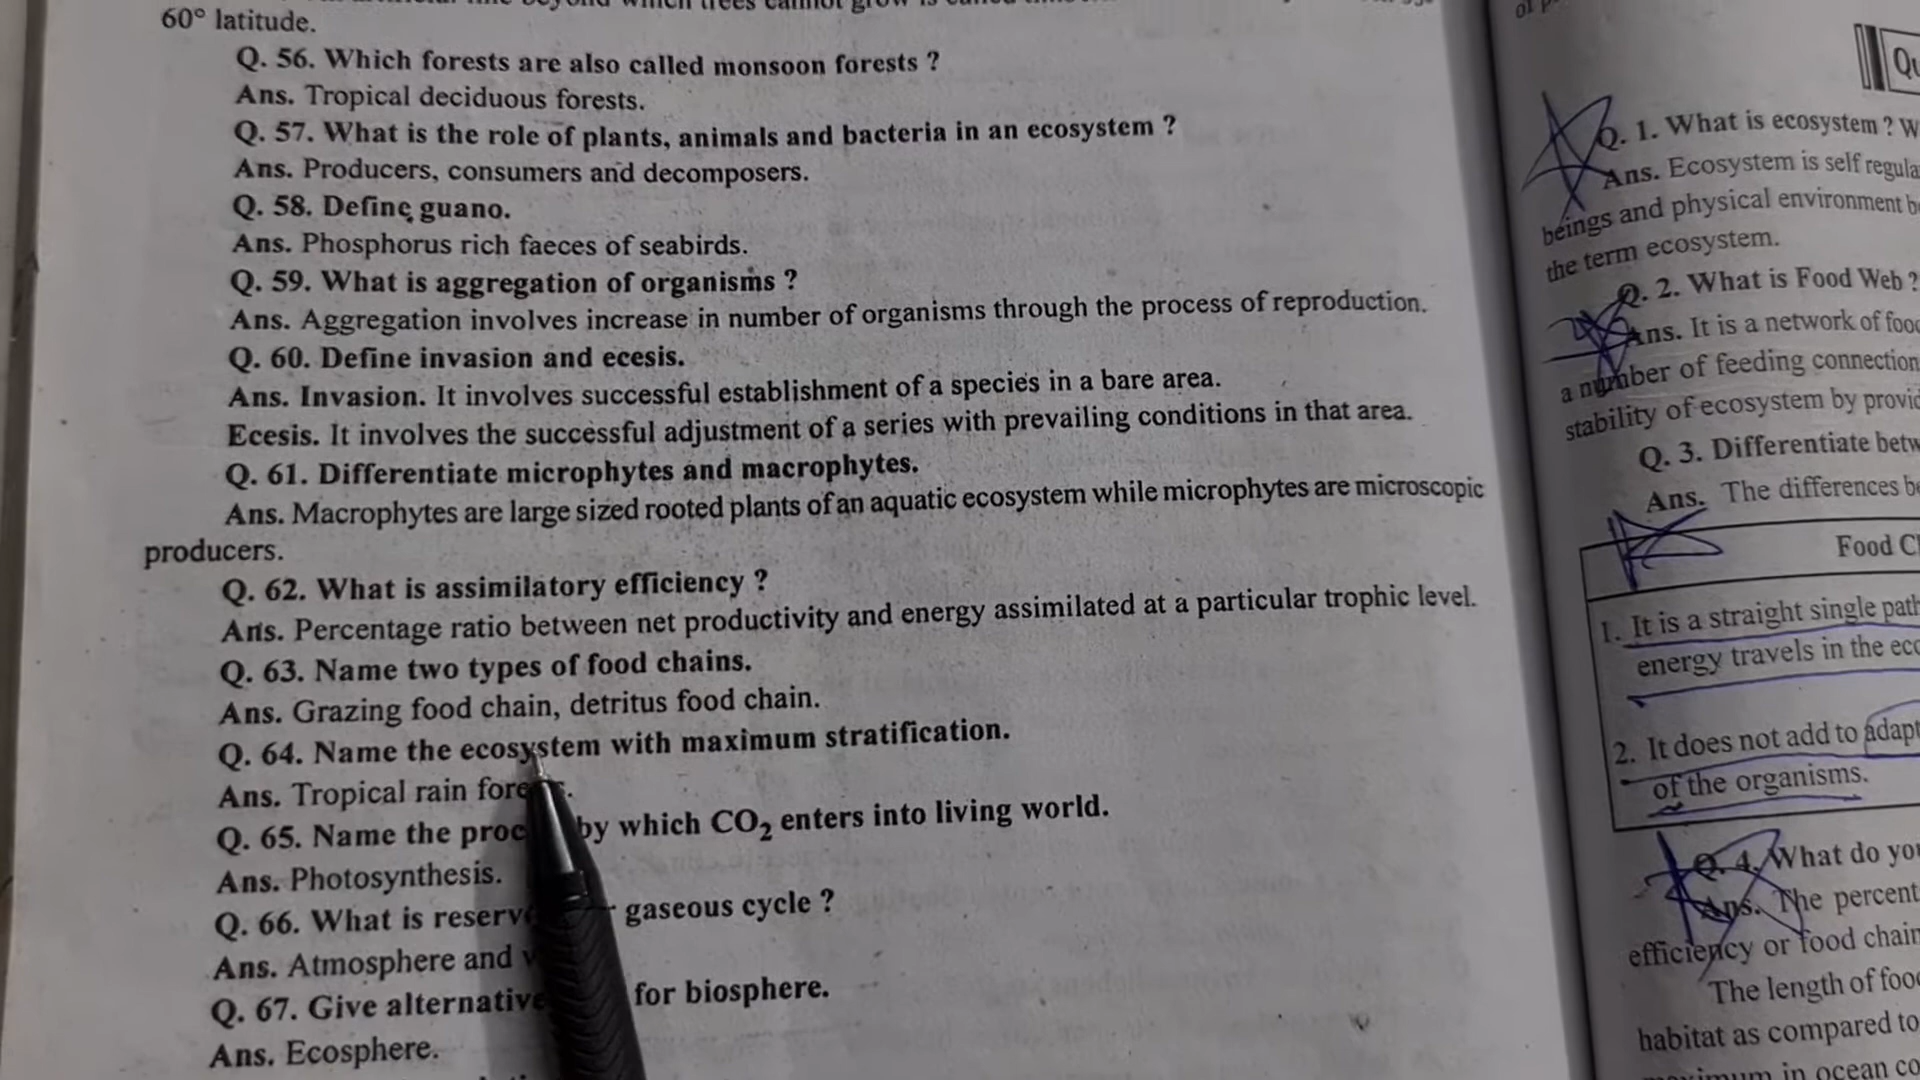 60° latitude.
Q. 56. Which forests are also called monsoon forests ?
Ans. Tropical deciduous forests.
Q. 57. What is the role of plants, animals and bacteria in an ecosystem ?
Ans. Producers, consumers and decomposers.
Q. 58. Define guano.
Ans. Phosphorus rich faeces of seabirds.
Q. 59. What is aggregation of organisms ?
Ans. Aggregation involves increase in number of organisms through the process of reproduction.
Q. 60. Define invasion and ecesis.
Ans. Invasion. It involves successful establishment of a species in a bare area.
Ecesis. It involves the successful adjustment of a series with prevailing conditions in that area.
Q. 61. Differentiate microphytes and macrophytes.
Ans. Macrophytes are large sized rooted plants of an aquatic ecosystem while microphytes are microscopic
producers.
Q. 62. What is assimilatory efficiency ?
Ans. Percentage ratio between net productivity and energy assimilated at a particular trophic level.
Q. 63. Name two types of food chains.
Ans. Grazing food chain, detritus food chain.
Q. 64. Name the ecosystem with maximum stratification.
Ans. Tropical rain
Q. 65. Name the by which CO₂ enters into living world.
Ans. Photosynthesis.
Q. 66. What is gaseous cycle ?
Ans. Atmosphere and
Q. 67. Give alternative for biosphere.
Ans. Ecosphere.
Q. 1. What is ecosystem ?
Ans. Ecosystem is self
beings and physical environment
the term ecosystem.
Q. 2. What is Food Web ?
Ans. It is a network of
a number of feeding connection
stability of ecosystem by
Q. 3. Differentiate
Ans. The differences
Food
1. It is a straight single path
energy travels in the
2. It does not add to
of the organisms.
Q. 4. What do
Ans. The
efficiency or food
The length of
habitat as compared to
in ocean